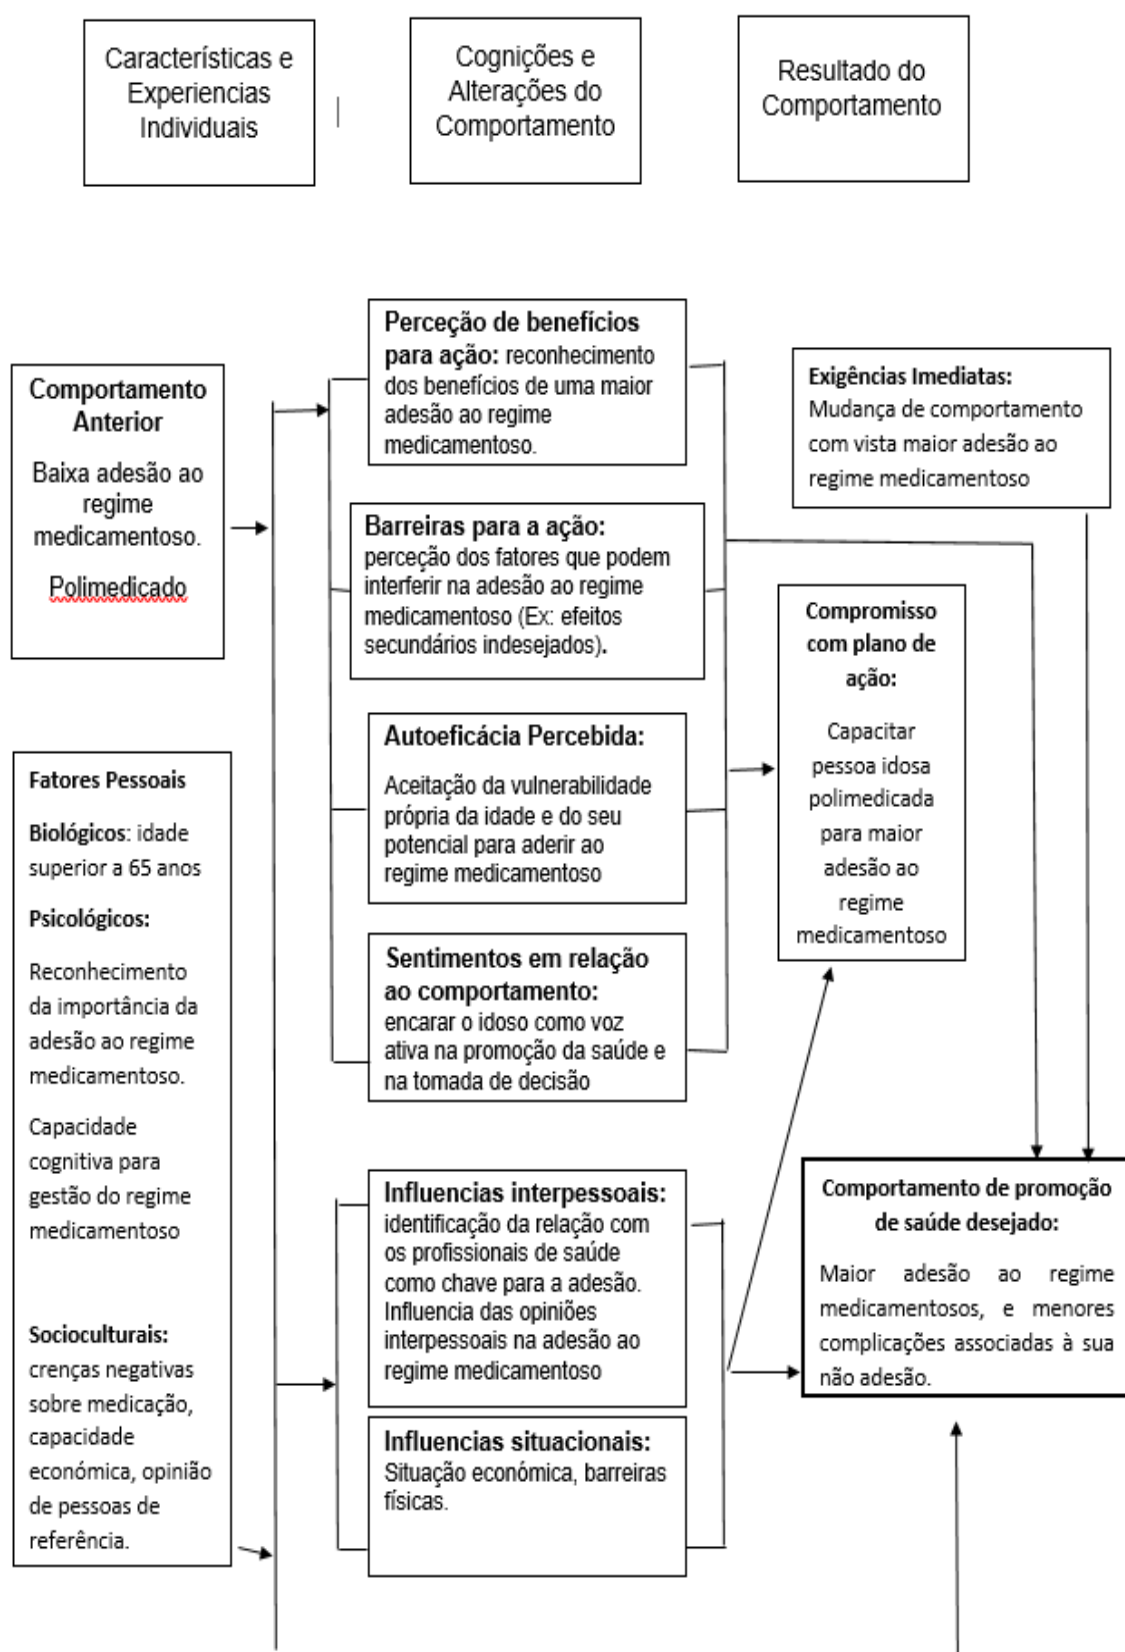 Características e
Experiencias
Individuais
Cognições e
Alterações do
Comportamento
Resultado do
Comportamento
Comportamento
Anterior
Baixa adesão ao
regime
medicamentoso.
Polimedicado
Fatores Pessoais
Biológicos: idade
superior a 65 anos
Psicológicos:
Reconhecimento
da importância da
adesão ao regime
medicamentoso.
Capacidade
cognitiva para
gestão do regime
medicamentoso
Socioculturais:
crenças negativas
sobre medicação,
capacidade
económica, opinião
de pessoas de
referência.
Perceção de benefícios
para ação: reconhecimento
dos benefícios de uma maior
adesão ao regime
medicamentoso.
Barreiras para a ação:
perceção dos fatores que podem
interferir na adesão ao regime
medicamentoso (Ex: efeitos
secundários indesejados).
Autoeficácia Percebida:
Aceitação da vulnerabilidade
própria da idade e do seu
potencial para aderir ao
regime medicamentoso
Sentimentos em relação
ao comportamento:
encarar o idoso como voz
ativa na promoção da saúde e
na tomada de decisão
Influencias interpessoais:
identificação da relação com
os profissionais de saúde
como chave para a adesão.
Influencia das opiniões
interpessoais na adesão ao
regime medicamentoso
Influencias situacionais:
Situação económica, barreiras
físicas.
Exigências Imediatas:
Mudança de comportamento
com vista maior adesão ao
regime medicamentoso
Compromisso
com plano de
ação:
Capacitar
pessoa idosa
polimedicada
para maior
adesão ao
regime
medicamentoso
Comportamento de promoção
de saúde desejado:
Maior adesão ao regime
medicamentosos, e menores
complicações associadas à sua
não adesão.